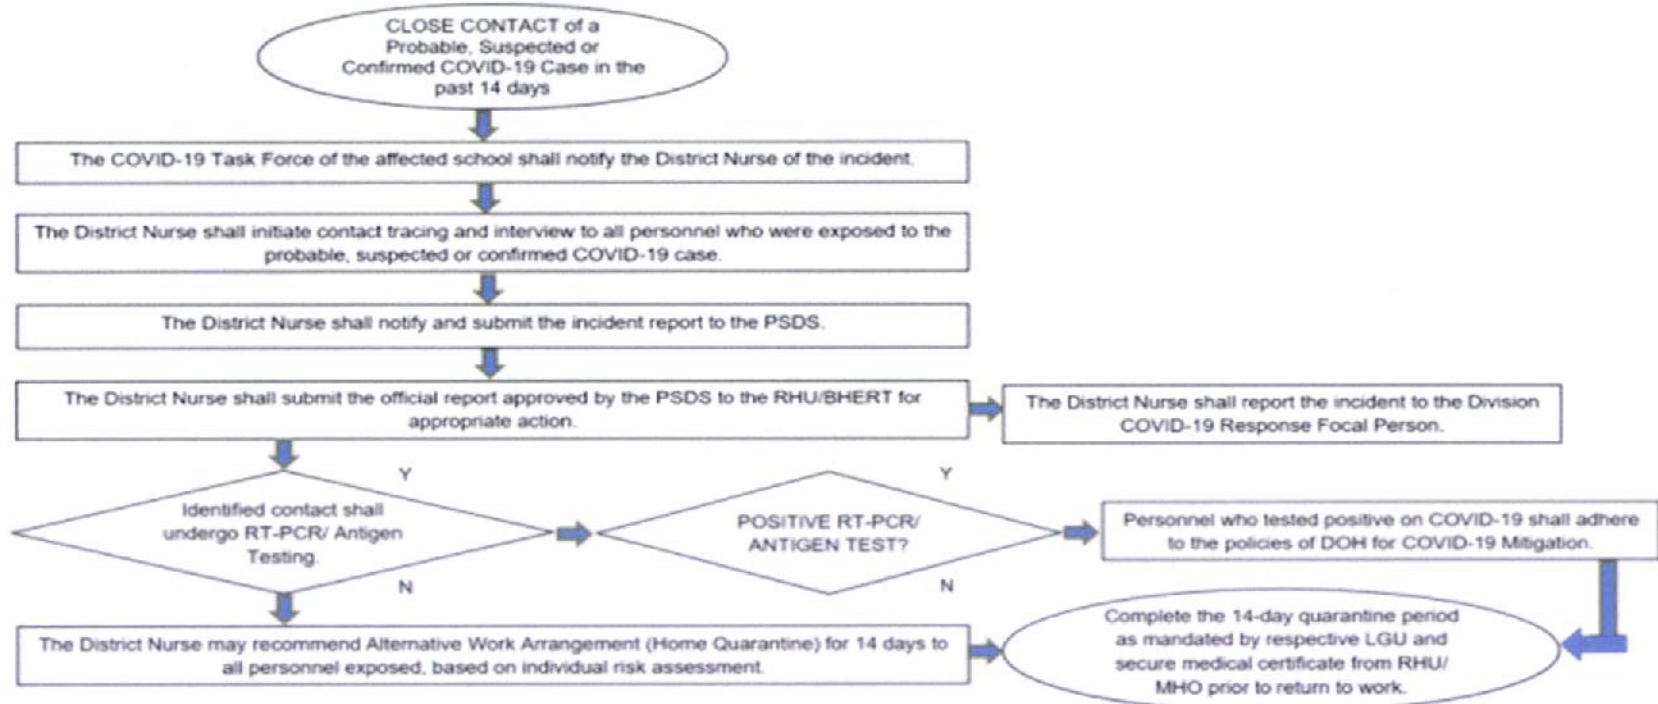 CLOSE CONTACT of a
Probable, Suspected or
Confirmed COVID-19 Case in the
past 14 days
The COVID-19 Task Force of the affected school shall notify the District Nurse of the incident.
The District Nurse shall initiate contact tracing and interview to all personnel who were exposed to the
probable, suspected or confirmed COVID-19 case.
The District Nurse shall notify and submit the incident report to the PSDS.
The District Nurse shall submit the official report approved by the PSDS to the RHU/BHERT for
appropriate action.
The District Nurse shall report the incident to the Division
COVID-19 Response Focal Person.
Y
Identified contact shall
undergo RT-PCR/ Antigen
Testing.
N
Y
POSITIVE RT-PCR/
ANTIGEN TEST?
N
Personnel who tested positive on COVID-19 shall adhere
to the policies of DOH for COVID-19 Mitigation.
The District Nurse may recommend Alternative Work Arrangement (Home Quarantine) for 14 days to
all personnel exposed, based on individual risk assessment.
Complete the 14-day quarantine period
as mandated by respective LGU and
secure medical certificate from RHU/
MHO prior to return to work.